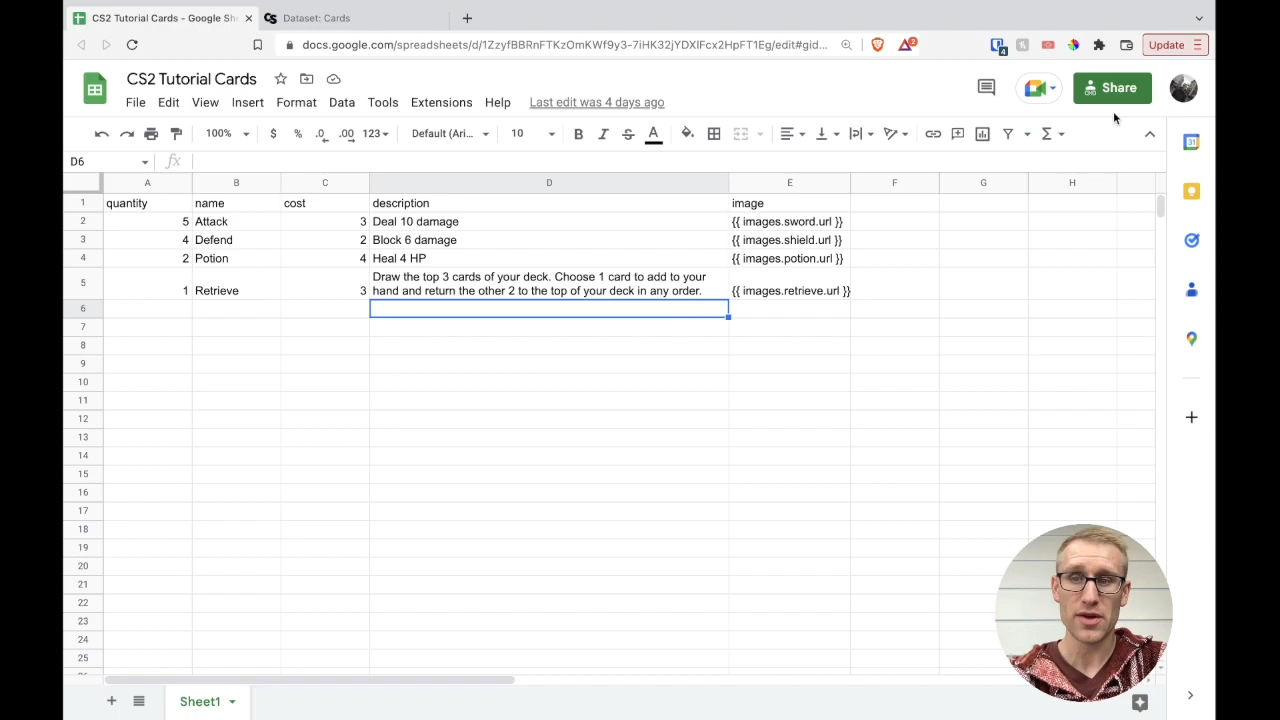 CS2 Tutorial Cards - Google Sh
CS Dataset: Cards
docs.google.com/spreadsheets/d/1ZzyfBBRnFTKzOmKWf9y3-7iHK32jYDXlFcx2HpFT1Eg/edit#gid...
2
4
Update
CS2 Tutorial Cards
Share
File Edit View Insert Format Data Tools Extensions Help Last edit was 4 days ago
100% $ % .0 .00 123 Default (Ari... 10 B I S A
D6 fx
A B C D E F G H
1 quantity name cost description image
2 5 Attack 3 Deal 10 damage {{ images.sword.url }}
3 4 Defend 2 Block 6 damage {{ images.shield.url }}
4 2 Potion 4 Heal 4 HP {{ images.potion.url }}
Draw the top 3 cards of your deck. Choose 1 card to add to your
5 1 Retrieve 3 hand and return the other 2 to the top of your deck in any order. {{ images.retrieve.url }}
6
7
8
9
10
11
12
13
14
15
16
17
18
19
20
21
22
23
24
25
Sheet1